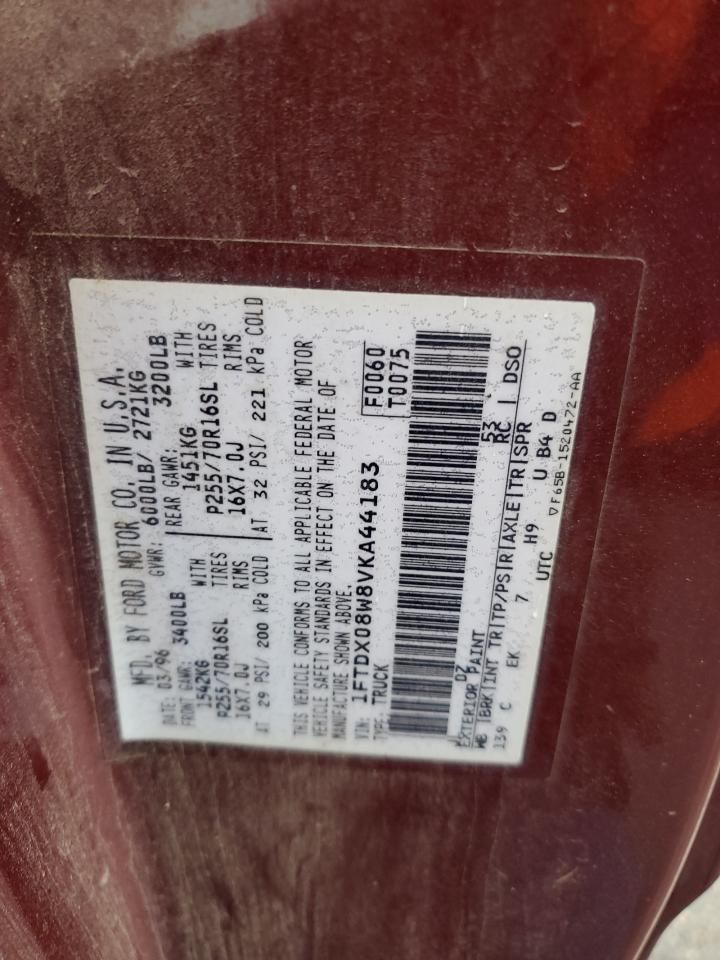 MFD. BY FORD MOTOR CO. IN U.S.A.
DATE: 03/96 GVWR: 6000LB/ 2721KG
FRONT GAWR: 3400LB REAR GAWR: 3200LB
1542KG WITH 1451KG WITH
P255/70R16SL TIRES P255/70R16SL TIRES
16X7.0J RIMS 16X7.0J RIMS
AT 29 PSI/ 200 kPa COLD AT 32 PSI/ 221 kPa COLD
THIS VEHICLE CONFORMS TO ALL APPLICABLE FEDERAL MOTOR
VEHICLE SAFETY STANDARDS IN EFFECT ON THE DATE OF
MANUFACTURE SHOWN ABOVE.
VIN: 1FTDX08W8VKA44183 F0060
TYPE: TRUCK T0075
EXTERIOR PAINT DZ 53 RC DSO
WB BRK INT TR TP/PS R AXLE TR SPR
139 C EK 7 H9 U B4 D
UTC ▽F65B-1520472-AA